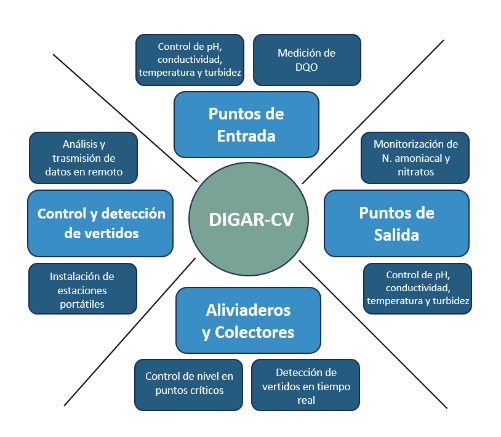 Control de pH,
conductividad,
temperatura y turbidez
Medición de
DQO
Puntos de
Entrada
Análisis y
trasmisión de
datos en remoto
Control y detección
de vertidos
Instalación de
estaciones
portátiles
DIGAR-CV
Monitorización de
N. amoniacal y
nitratos
Puntos de
Salida
Control de pH,
conductividad,
temperatura y turbidez
Aliviaderos
y Colectores
Control de nivel en
puntos críticos
Detección de
vertidos en tiempo
real